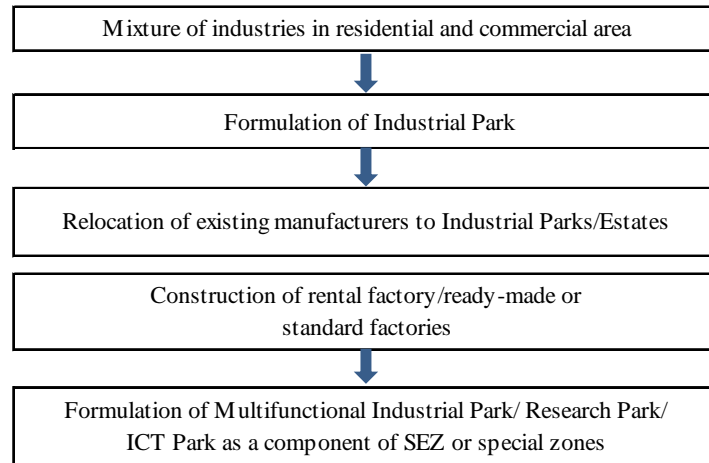 Mixture of industries in residential and commercial area
Formulation of Industrial Park
Relocation of existing manufacturers to Industrial Parks/Estates
Construction of rental factory/ready-made or
standard factories
Formulation of Multifunctional Industrial Park/ Research Park/
ICT Park as a component of SEZ or special zones